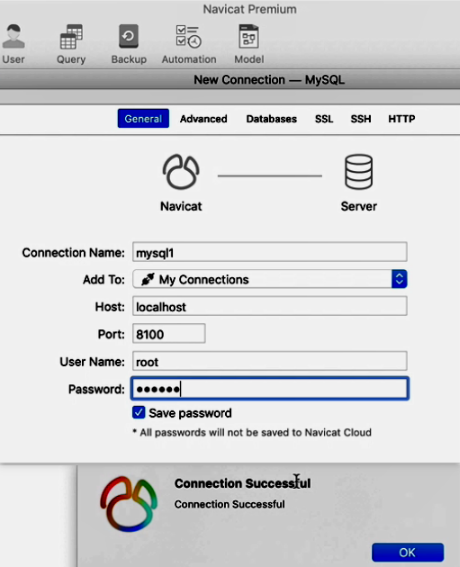 Navicat Premium
User Query Backup Automation Model
New Connection — MySQL
General Advanced Databases SSL SSH HTTP
Navicat Server
Connection Name: mysql1
Add To: My Connections
Host: localhost
Port: 8100
User Name: root
Password: ••••••
Save password
* All passwords will not be saved to Navicat Cloud
Connection Successful
Connection Successful
OK